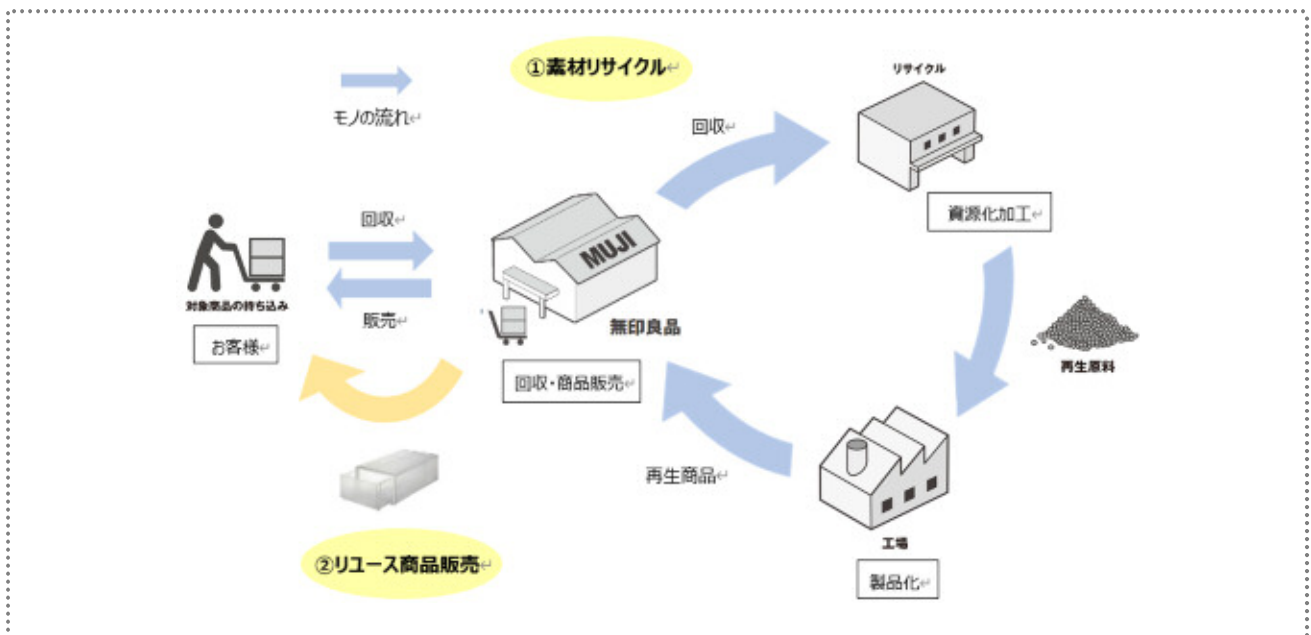 ①素材リサイクル↵
モノの流れ↵
リサイクル
回収↵
資源化加工↵
回収↵
MUJI
対象商品の持ち込み
販売↵
無印良品
お客様↵
回収・商品販売↵
再生原料
再生商品↵
工場
製品化↵
②リユース商品販売↵